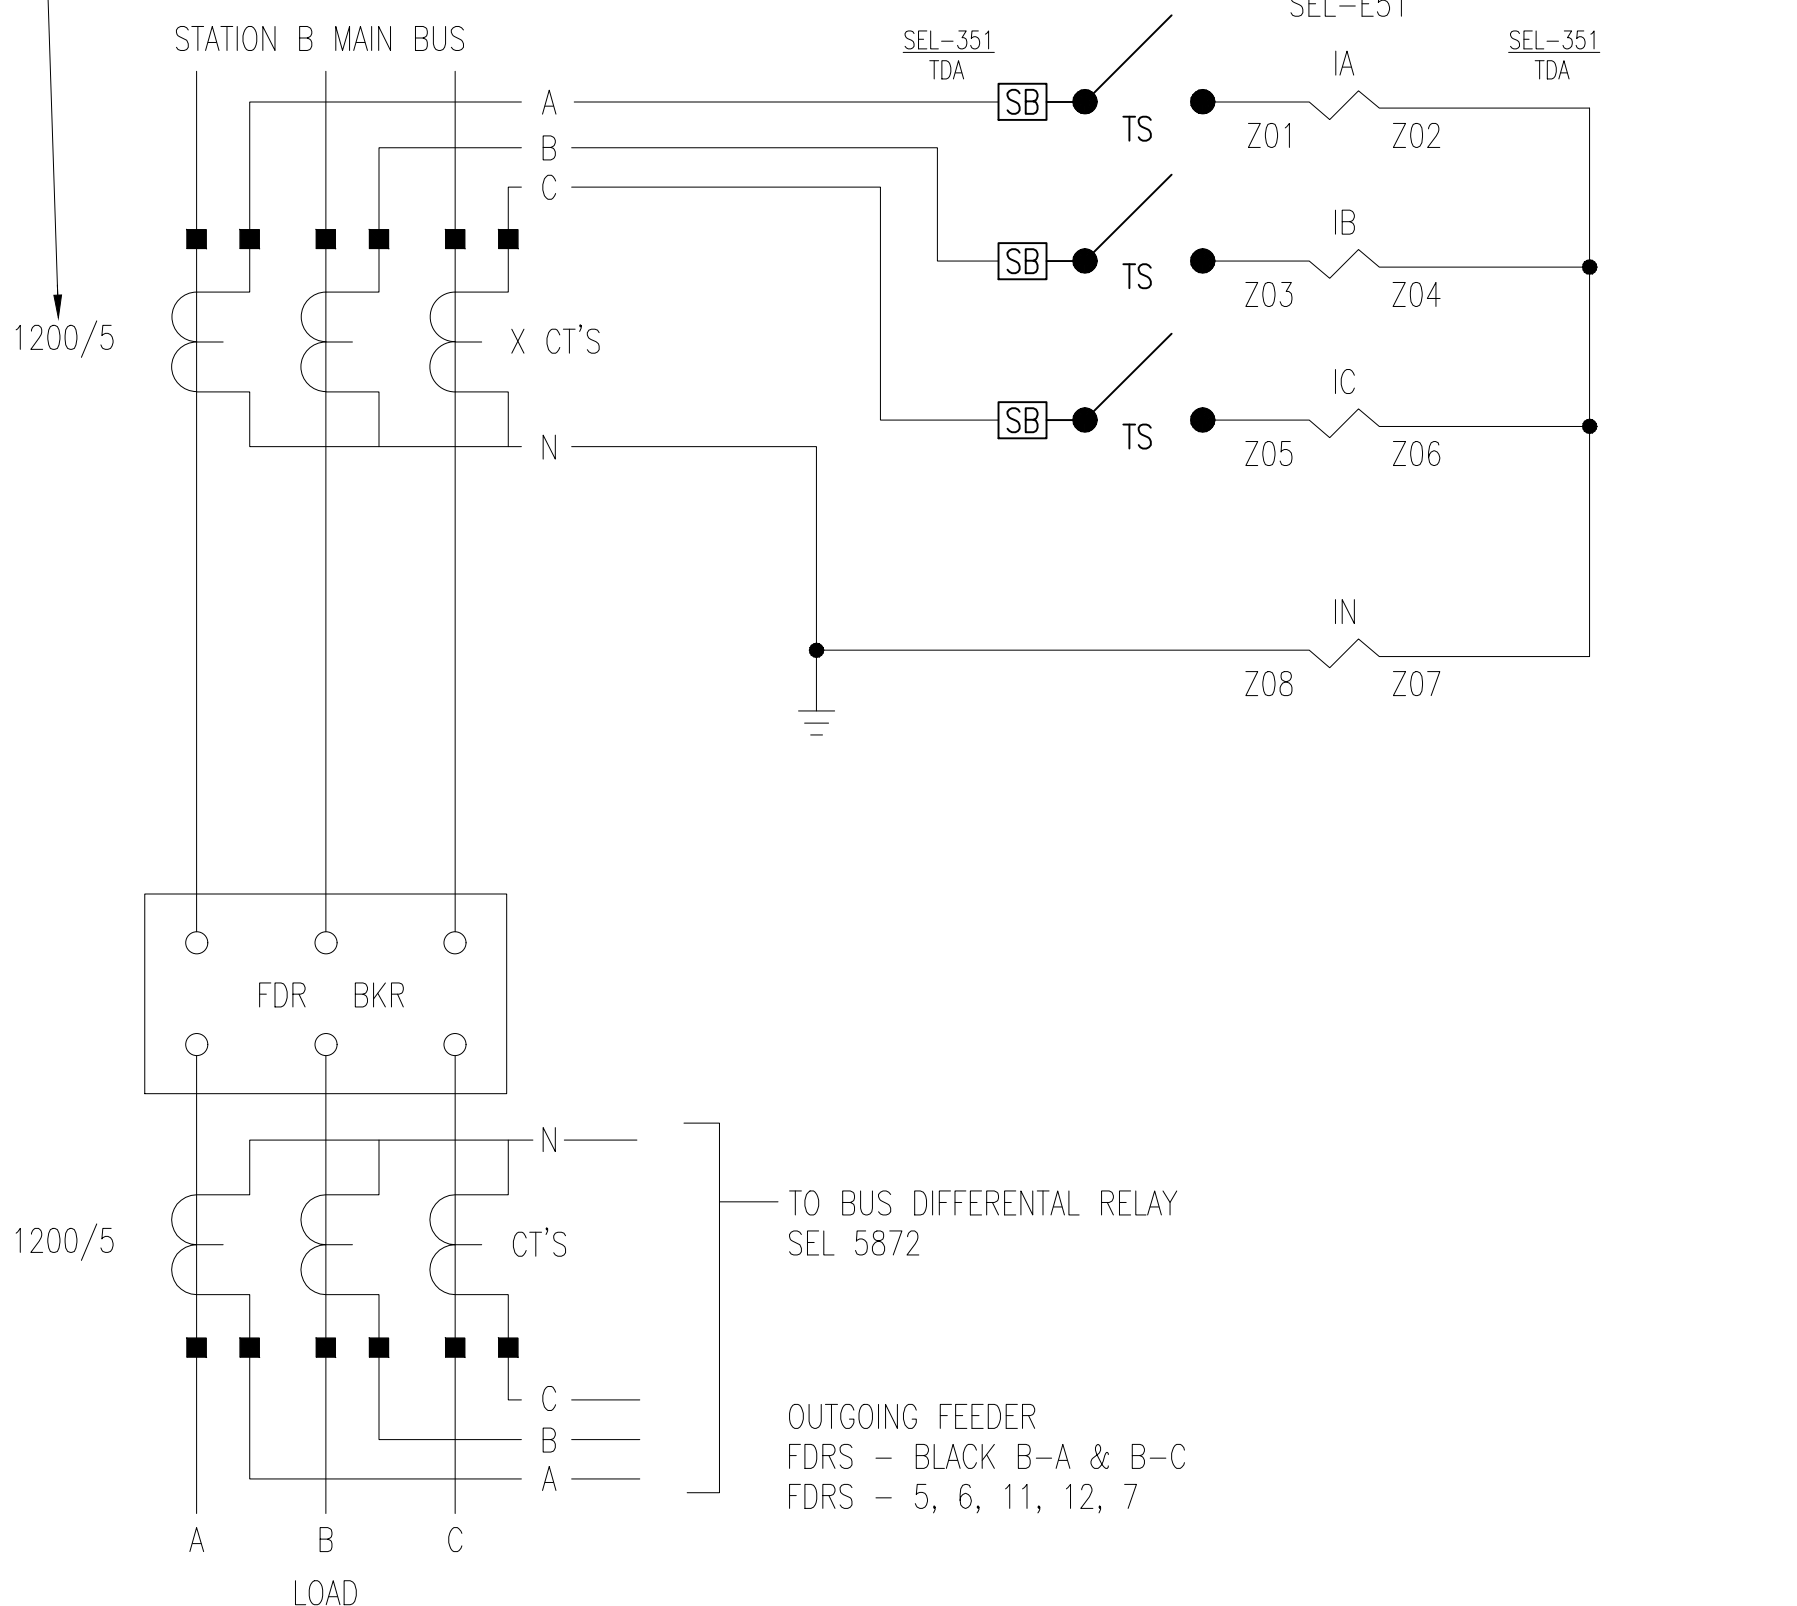 SEL-E51
STATION B MAIN BUS
SEL-351
TDA
SEL-351
TDA
IA
A
SB
TS
Z01
Z02
B
C
IB
SB
TS
Z03
Z04
1200/5
X CT'S
IC
SB
TS
Z05
Z06
N
IN
Z08
Z07
FDR BKR
N
TO BUS DIFFERENTAL RELAY
SEL 5872
1200/5
CT'S
C
B
A
OUTGOING FEEDER
FDRS - BLACK B-A & B-C
FDRS - 5, 6, 11, 12, 7
A
B
C
LOAD